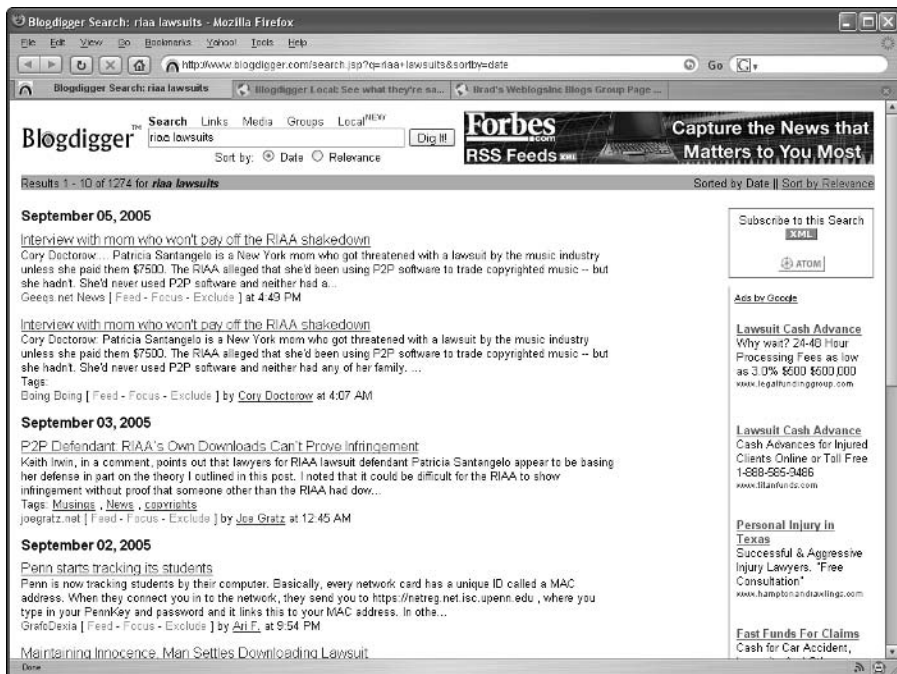 Blogdigger Search: riaa lawsuits - Mozilla Firefox
File Edit View Go Bookmarks Yahoo! Tools Help
http://www.blogdigger.com/search.jsp?q=riaa+lawsuits&sortby=date Go
Blogdigger Search: riaa lawsuits Blogdigger Local: See what they're sa... Brad's Weblogsinc Blogs Group Page ...
Search Links Media Groups Local NEW!
Blogdigger™ riaa lawsuits Dig It!
Sort by: Date Relevance
Forbes.com
RSS Feeds XML
Capture the News that
Matters to You Most
Results 1 - 10 of 1274 for riaa lawsuits Sorted by Date || Sort by Relevance
September 05, 2005
Interview with mom who won't pay off the RIAA shakedown
Cory Doctorow:... Patricia Santangelo is a New York mom who got threatened with a lawsuit by the music industry
unless she paid them $7500. The RIAA alleged that she'd been using P2P software to trade copyrighted music -- but
she hadn't. She'd never used P2P software and neither had a...
Geeqs.net News [ Feed - Focus - Exclude ] at 4:49 PM
Interview with mom who won't pay off the RIAA shakedown
Cory Doctorow: Patricia Santangelo is a New York mom who got threatened with a lawsuit by the music industry
unless she paid them $7500. The RIAA alleged that she'd been using P2P software to trade copyrighted music -- but
she hadn't. She'd never used P2P software and neither had any of her family. ...
Tags:
Boing Boing [ Feed - Focus - Exclude ] by Cory Doctorow at 4:07 AM
September 03, 2005
P2P Defendant: RIAA's Own Downloads Can't Prove Infringement
Keith Irwin, in a comment, points out that lawyers for RIAA lawsuit defendant Patricia Santangelo appear to be basing
her defense in part on the theory I outlined in this post. I noted that it could be difficult for the RIAA to show
infringement without proof that someone other than the RIAA had dow...
Tags: Musings , News , copyrights
joegratz.net [ Feed - Focus - Exclude ] by Joe Gratz at 12:45 AM
September 02, 2005
Penn starts tracking its students
Penn is now tracking students by their computer. Basically, every network card has a unique ID called a MAC
address. When they connect you in to the network, they send you to https://netreg.net.isc.upenn.edu , where you
type in your PennKey and password and it links this to your MAC address. In othe...
GrafoDexia [ Feed - Focus - Exclude ] by Ari F. at 9:54 PM
Maintaining Innocence, Man Settles Downloading Lawsuit
Subscribe to this Search
XML
ATOM
Ads by Google
Lawsuit Cash Advance
Why wait? 24-48 Hour
Processing Fees as low
as 3.0% $500 $500,000
www.legalfundinggroup.com
Lawsuit Cash Advance
Cash Advances for Injured
Clients Online or Toll Free
1-888-585-9486
www.titanfunds.com
Personal Injury in
Texas
Successful & Aggressive
Injury Lawyers. "Free
Consultation"
www.hamptonandrawlings.com
Fast Funds For Claims
Cash for Car Accident,
Done